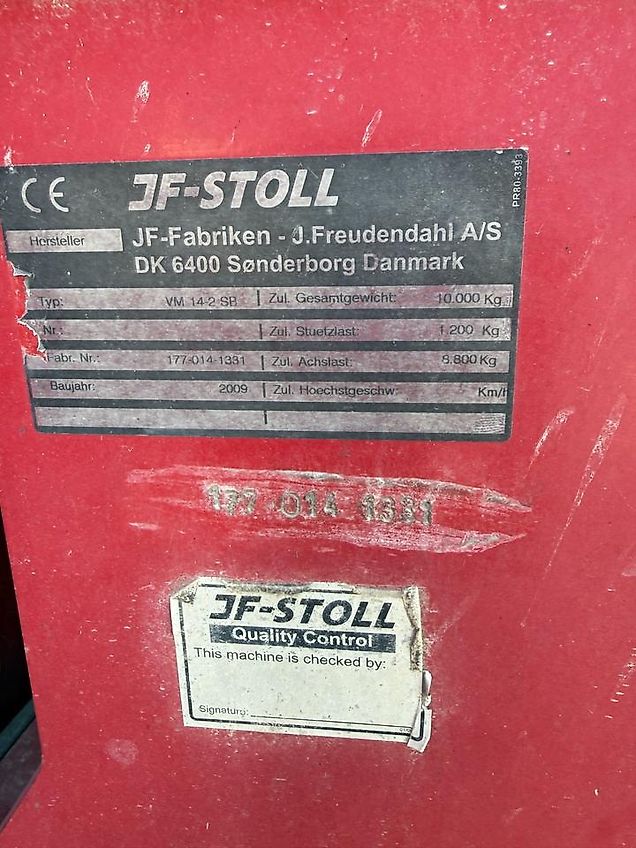 CE JF-STOLL
PR80-3393
Hersteller JF-Fabriken - J.Freudendahl A/S
DK 6400 Sønderborg Danmark
Typ: VM 14-2 SB Zul. Gesamtgewicht: 10.000 Kg
Nr.: Zul. Stuetzlast: 1.200 Kg
Fabr. Nr.: 177-014-1331 Zul. Achslast: 8.800 Kg
Baujahr: 2009 Zul. Hoechstgeschw: Km/h
177 014 1331
JF-STOLL
Quality Control
This machine is checked by:
Signature: